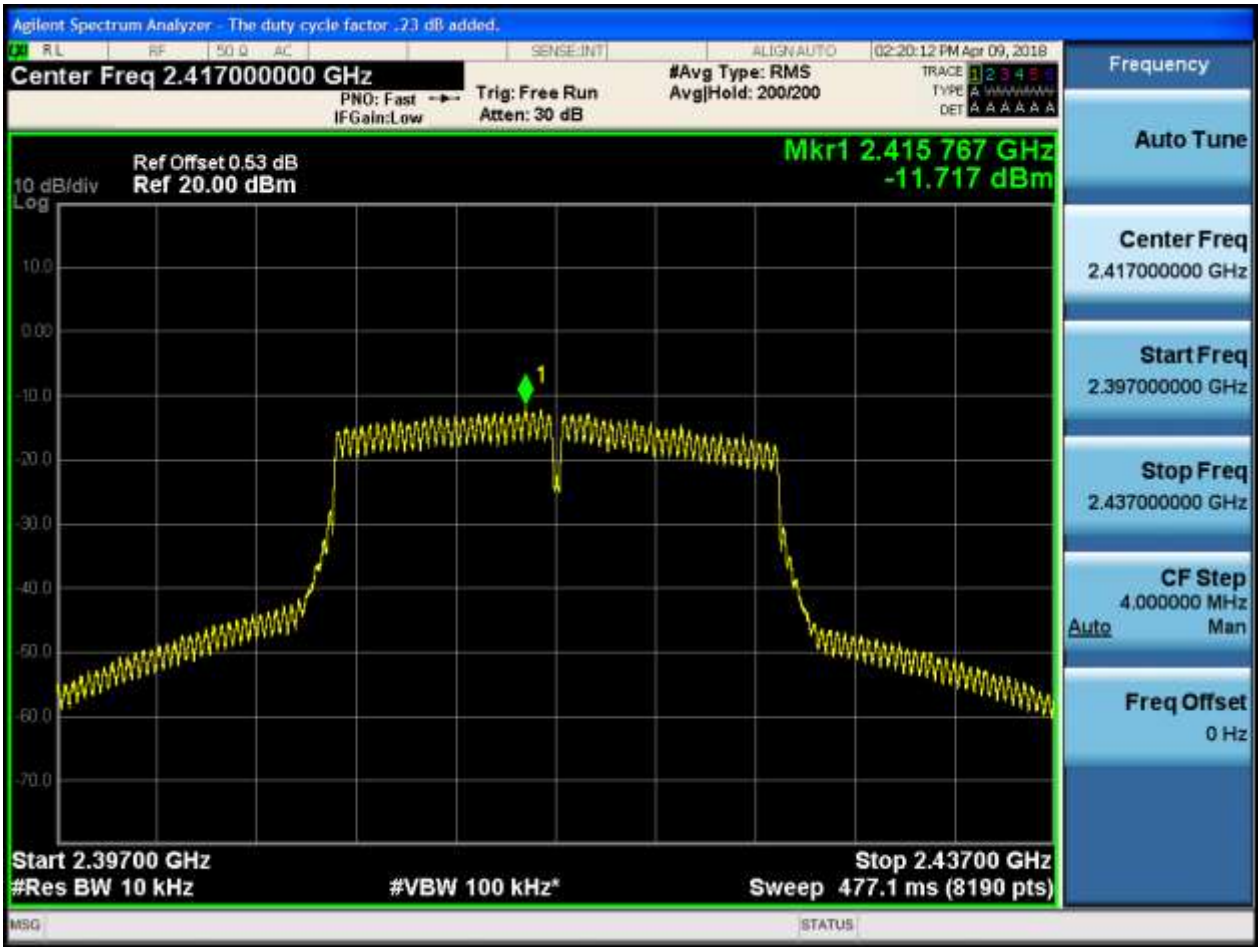 Agilent Spectrum Analyzer - The duty cycle factor .23 dB added.
RL RF 50 Ω AC SENSE:INT ALIGN AUTO 02:20:12 PM Apr 09, 2018
Center Freq 2.417000000 GHz
PNO: Fast
IFGain:Low
Trig: Free Run
Atten: 30 dB
#Avg Type: RMS
Avg|Hold: 200/200
TRACE 1 2 3 4 5 6
TYPE A
DET A A A A A A
Mkr1 2.415 767 GHz
-11.717 dBm
Ref Offset 0.53 dB
10 dB/div Ref 20.00 dBm
Log
10.0
0.00
-10.0
-20.0
-30.0
-40.0
-50.0
-60.0
-70.0
1
Start 2.39700 GHz Stop 2.43700 GHz
#Res BW 10 kHz #VBW 100 kHz* Sweep 477.1 ms (8190 pts)
MSG STATUS
Frequency
Auto Tune
Center Freq
2.417000000 GHz
Start Freq
2.397000000 GHz
Stop Freq
2.437000000 GHz
CF Step
4.000000 MHz
Auto Man
Freq Offset
0 Hz